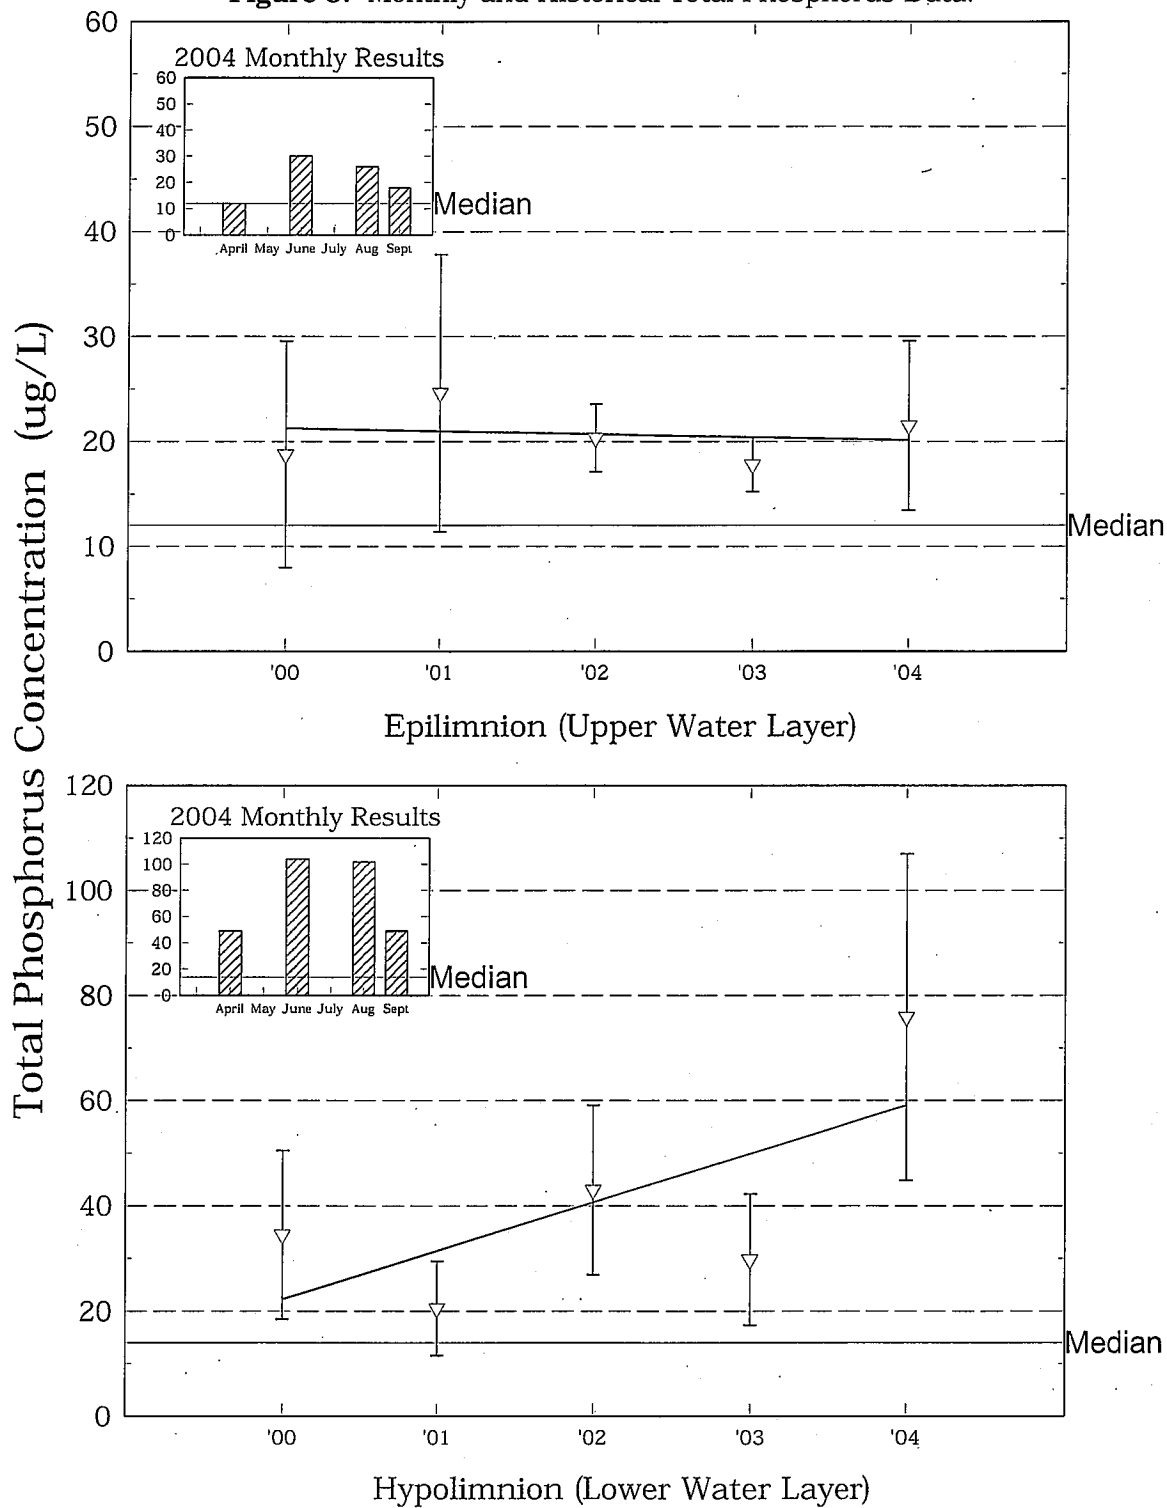 Figure 8. Monthly and Historical Total Phosphorus Data.
Total Phosphorus Concentration (ug/L)
60
50
40
30
20
10
0
2004 Monthly Results
60
50
40
30
20
10
0
April May June July Aug Sept
Median
Median
'00 '01 '02 '03 '04
Epilimnion (Upper Water Layer)
120
100
80
60
40
20
0
2004 Monthly Results
120
100
80
60
40
20
0
April May June July Aug Sept
Median
Median
'00 '01 '02 '03 '04
Hypolimnion (Lower Water Layer)